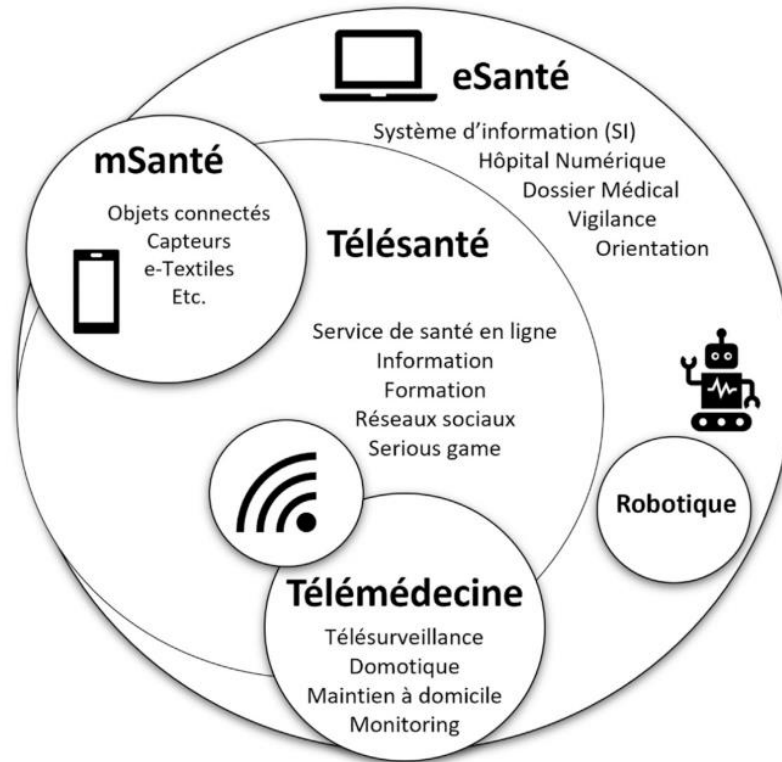 eSanté
Système d'information (SI)
Hôpital Numérique
Dossier Médical
Vigilance
Orientation
mSanté
Objets connectés
Capteurs
e-Textiles
Etc.
Télésanté
Service de santé en ligne
Information
Formation
Réseaux sociaux
Serious game
Robotique
Télémédecine
Télésurveillance
Domotique
Maintien à domicile
Monitoring